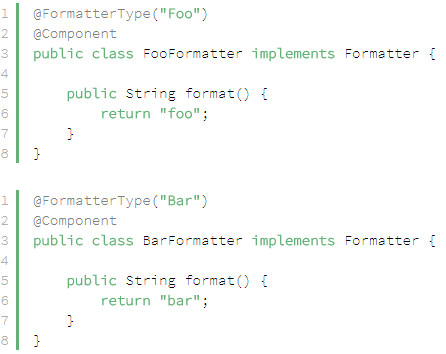 1 @FormatterType("Foo")
2 @Component
3 public class FooFormatter implements Formatter {
4
5     public String format() {
6         return "foo";
7     }
8 }
1 @FormatterType("Bar")
2 @Component
3 public class BarFormatter implements Formatter {
4
5     public String format() {
6         return "bar";
7     }
8 }